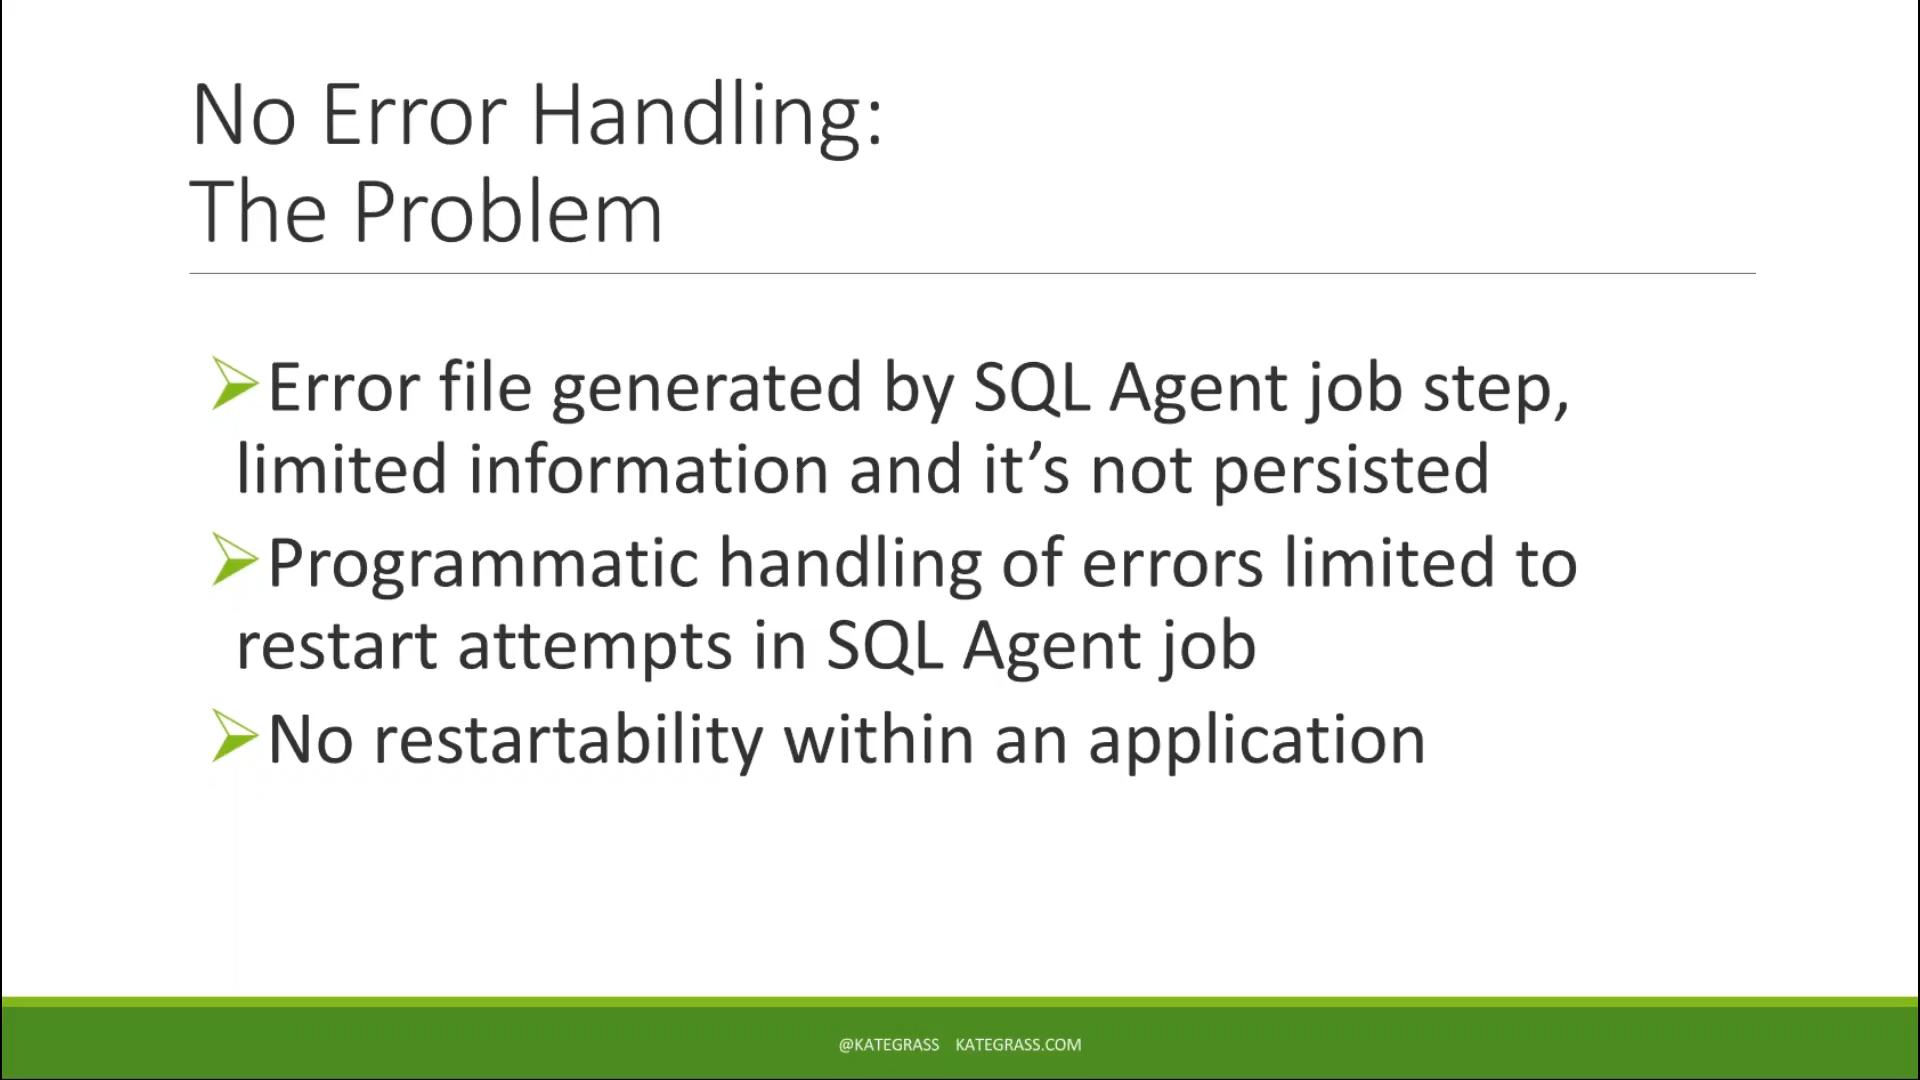 No Error Handling:
The Problem
Error file generated by SQL Agent job step,
limited information and it’s not persisted
Programmatic handling of errors limited to
restart attempts in SQL Agent job
No restartability within an application
@KATEGRASS KATEGRASS.COM